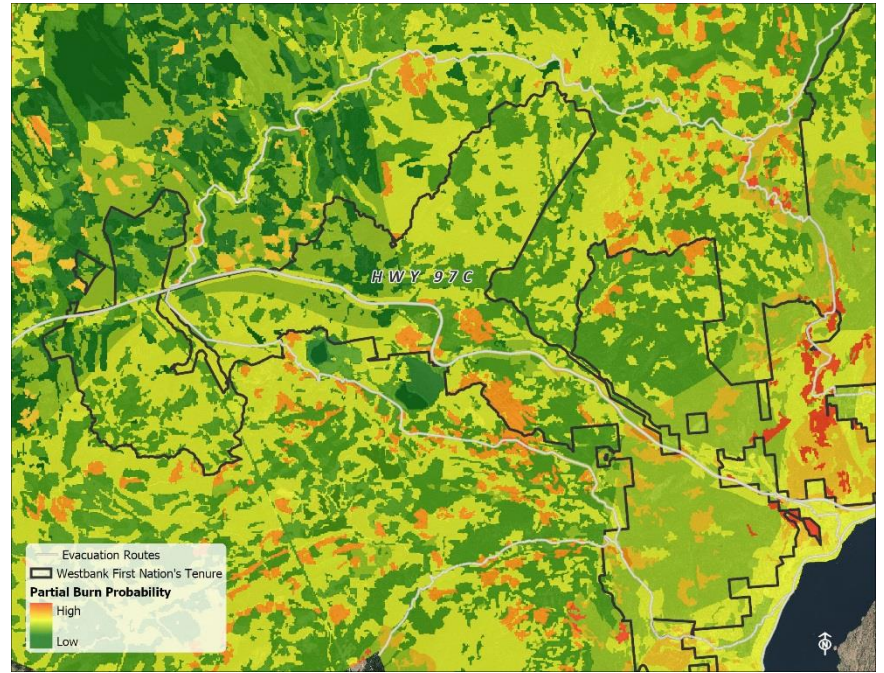 HWY 97C
Evacuation Routes
Westbank First Nation's Tenure
Partial Burn Probability
High
Low
N